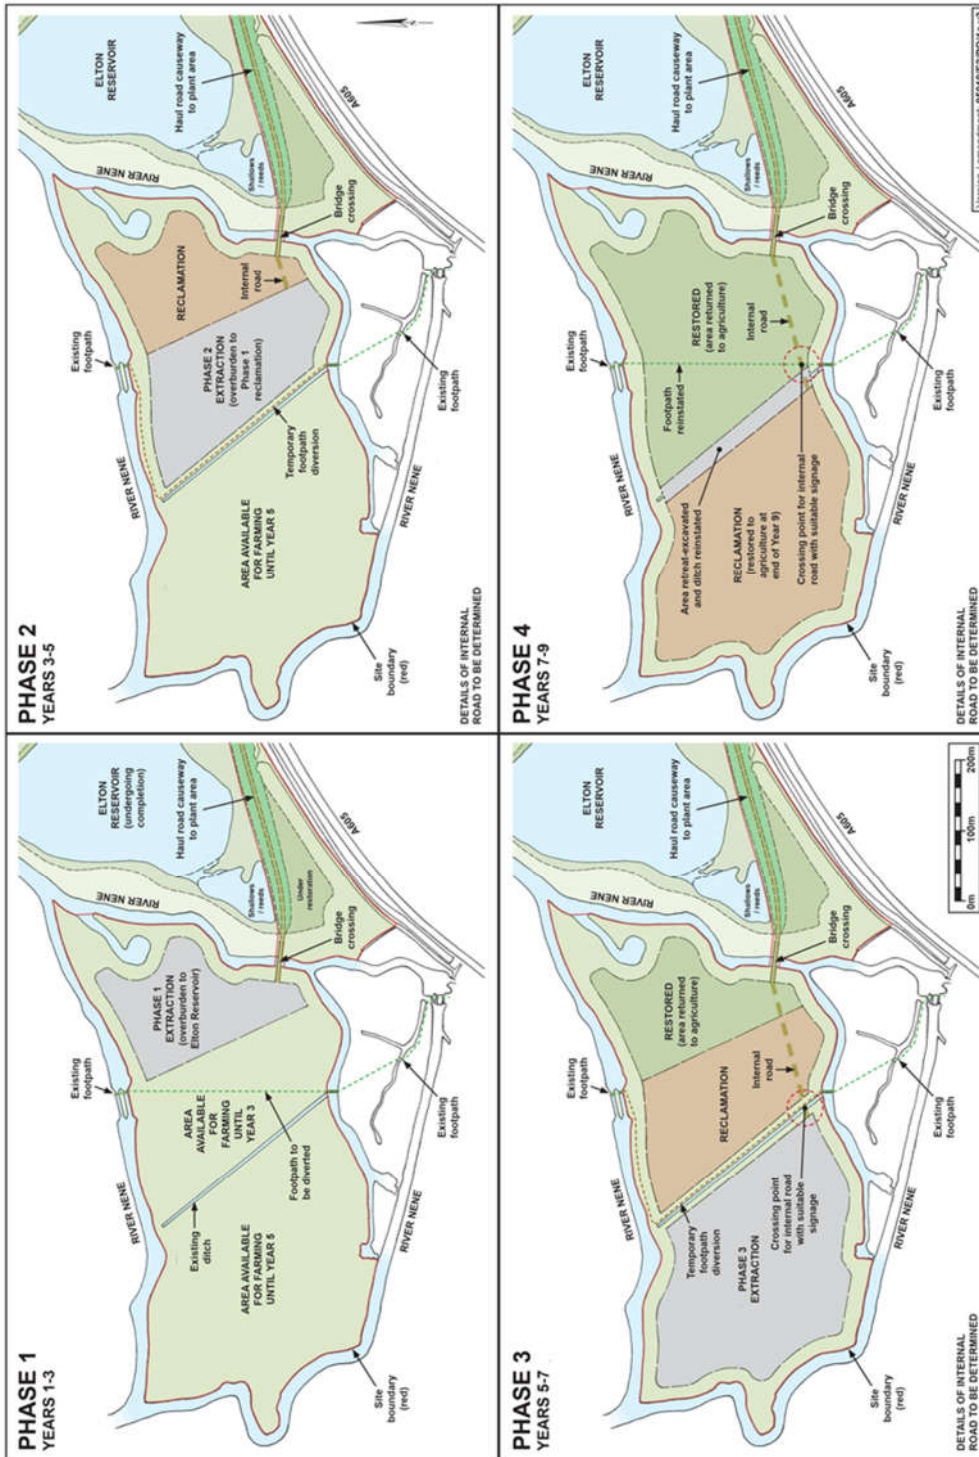 PHASE 1
YEARS 1-3
Existing
footpath
RIVER NENE
RIVER NENE
ELTON
RESERVOIR
(undergoing
completion)
PHASE 1
EXTRACTION
(overburden to
Elton Reservoir)
AREA
AVAILABLE
FOR
FARMING
UNTIL
YEAR 3
Existing
ditch
Footpath to
be diverted
AREA AVAILABLE
FOR FARMING
UNTIL YEAR 5
Haul road causeway
to plant area
Shallows
/ reeds
Under
restoration
Bridge
crossing
A605
Site
boundary
(red)
RIVER NENE
Existing
footpath
PHASE 2
YEARS 3-5
Existing
footpath
RIVER NENE
RIVER NENE
ELTON
RESERVOIR
RECLAMATION
PHASE 2
EXTRACTION
(overburden to
Phase 1
reclamation)
Internal
road
Temporary
footpath
diversion
AREA AVAILABLE
FOR FARMING
UNTIL YEAR 5
Haul road causeway
to plant area
Shallows
/ reeds
Bridge
crossing
A605
Site
boundary
(red)
RIVER NENE
Existing
footpath
DETAILS OF INTERNAL
ROAD TO BE DETERMINED
PHASE 3
YEARS 5-7
Existing
footpath
RIVER NENE
RIVER NENE
ELTON
RESERVOIR
RESTORED
(area returned
to agriculture)
RECLAMATION
Internal
road
Temporary
footpath
diversion
PHASE 3
EXTRACTION
Crossing point
for internal road
with suitable
signage
Haul road causeway
to plant area
Shallows
/ reeds
Bridge
crossing
A605
Site
boundary
(red)
RIVER NENE
Existing
footpath
DETAILS OF INTERNAL
ROAD TO BE DETERMINED
0m 100m 200m
PHASE 4
YEARS 7-9
Existing
footpath
RIVER NENE
RIVER NENE
ELTON
RESERVOIR
Footpath
reinstated
RESTORED
(area returned
to agriculture)
Internal
road
Area retreat-excavated
and ditch reinstated
RECLAMATION
(restored to
agriculture at
end of Year 9)
Crossing point for internal
road with suitable signage
Haul road causeway
to plant area
Shallows
/ reeds
Bridge
crossing
A605
Site
boundary
(red)
RIVER NENE
Existing
footpath
DETAILS OF INTERNAL
ROAD TO BE DETERMINED